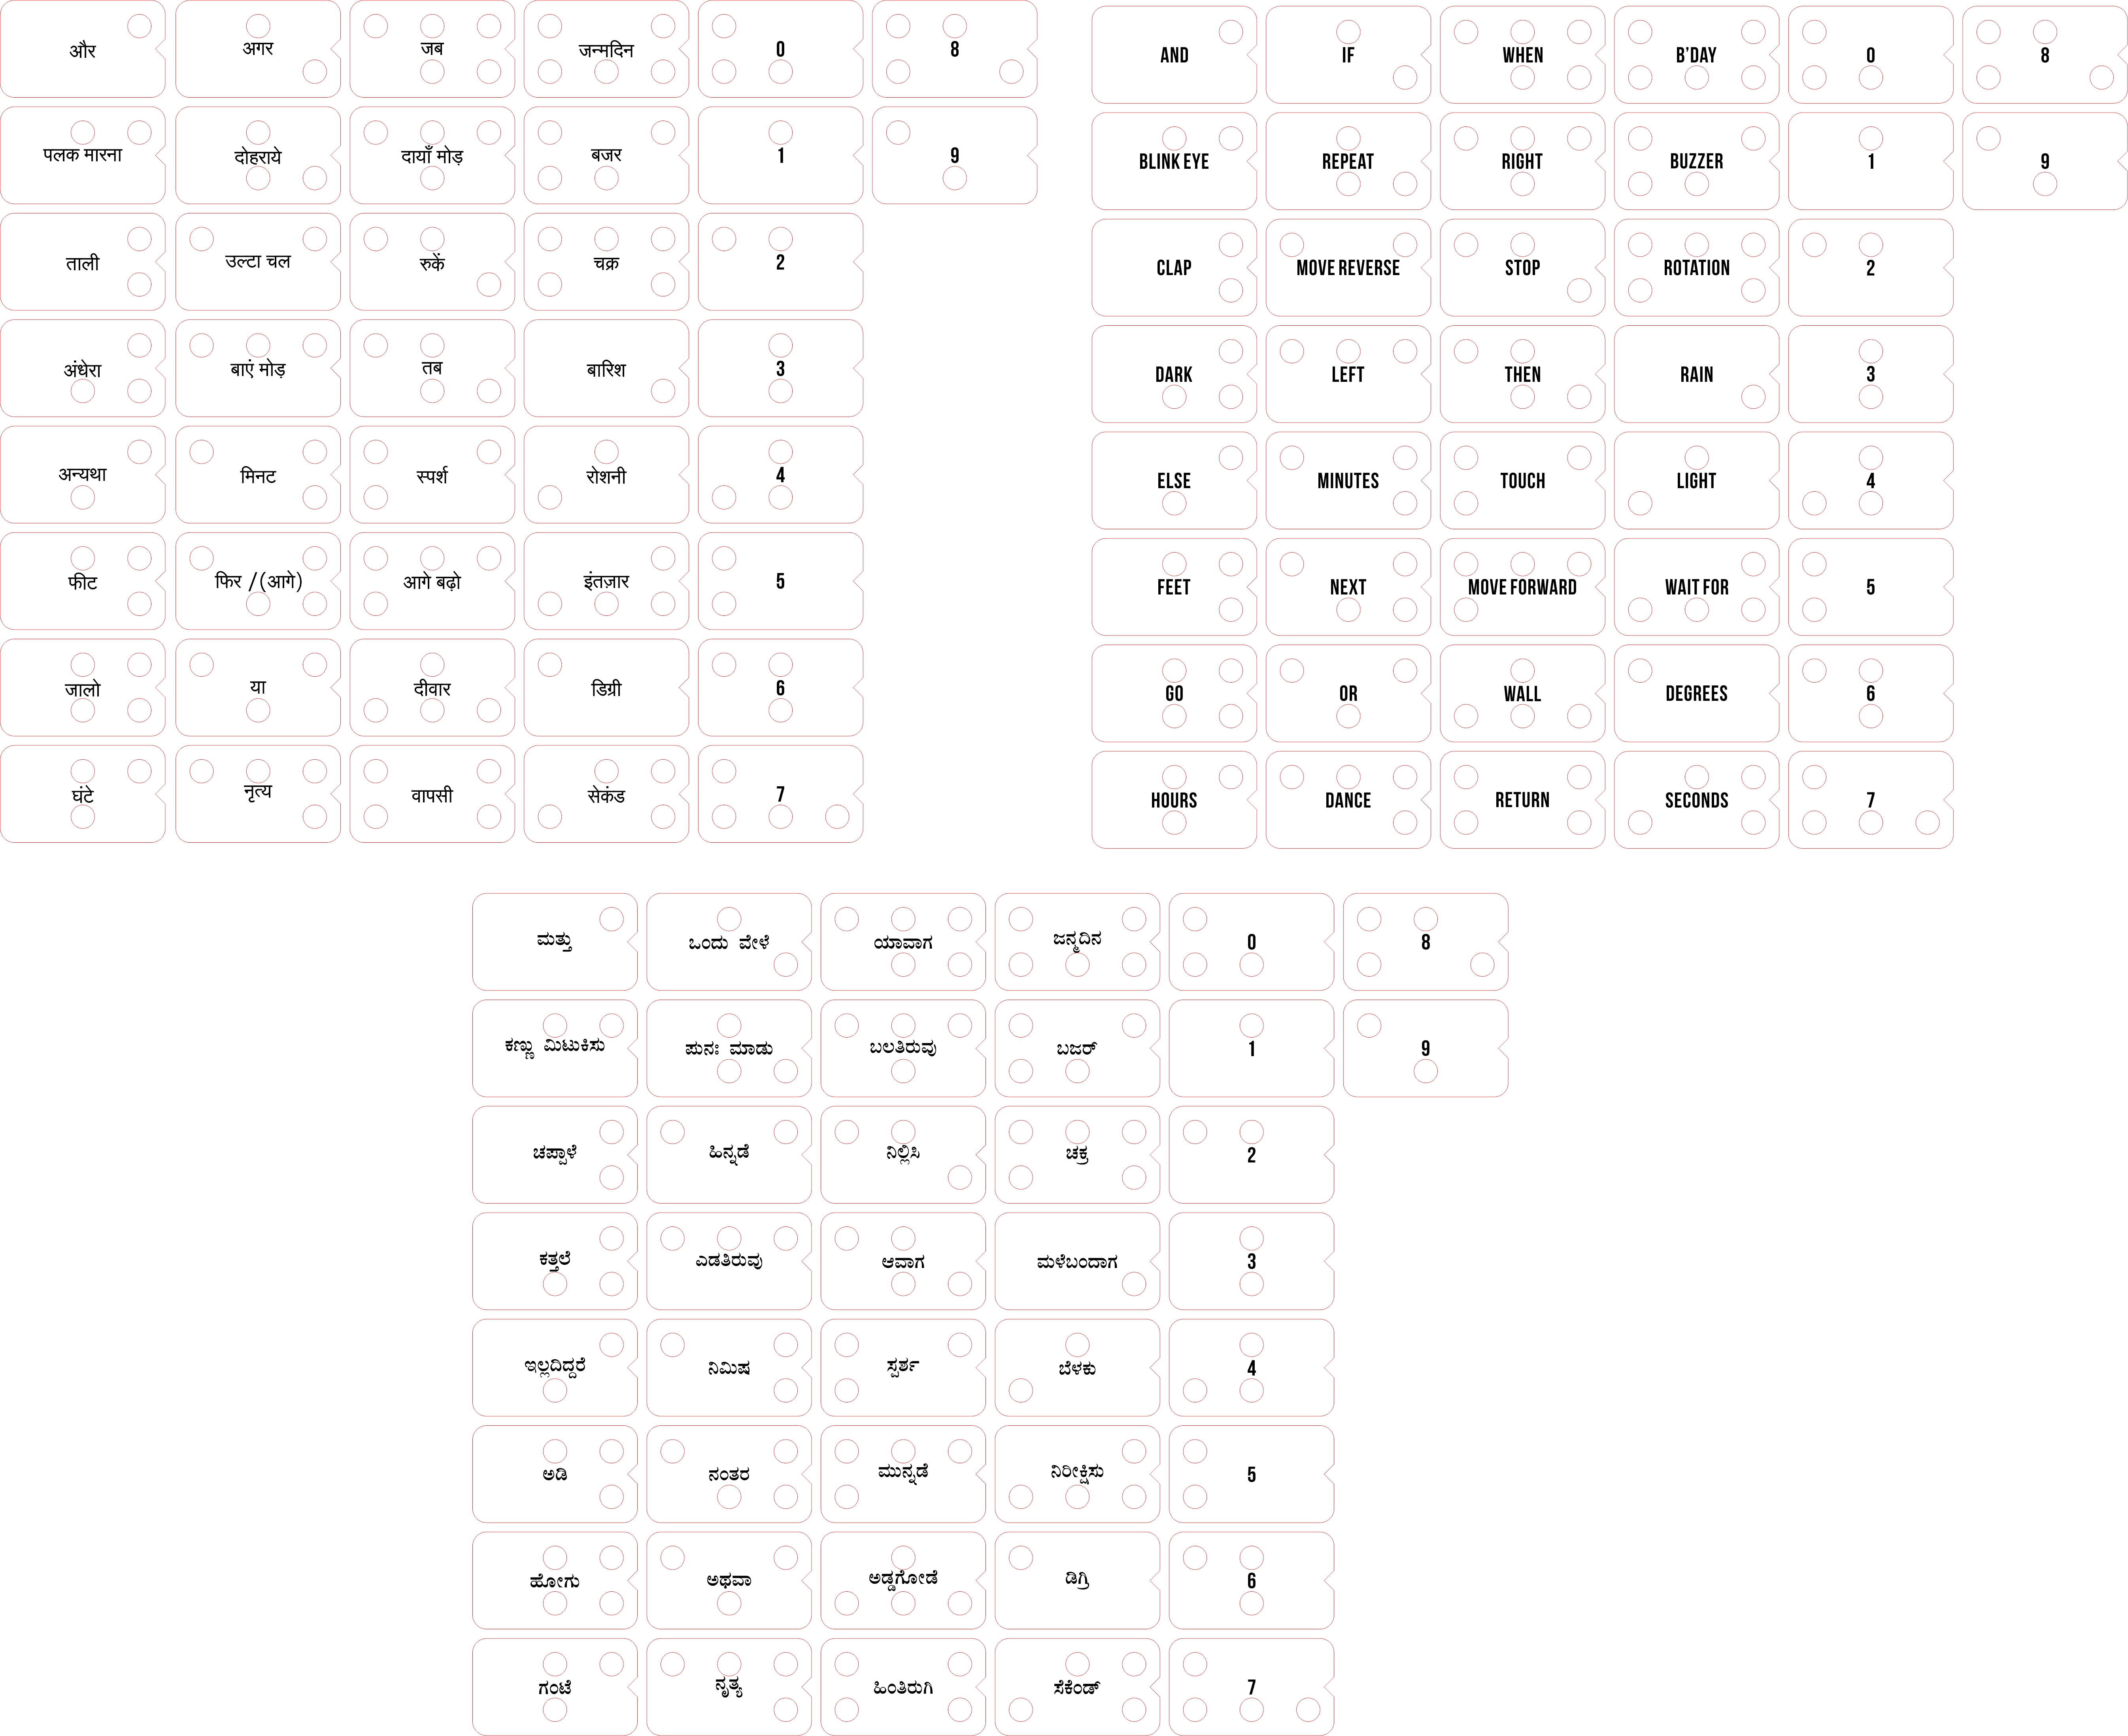 और
अगर
जब
जन्मदिन
0
8
पलक मारना
दोहराये
दायाँ मोड़
बजर
1
9
ताली
उल्टा चल
रुकें
चक्र
2
अंधेरा
बाएं मोड़
तब
बारिश
3
अन्यथा
मिनट
स्पर्श
रोशनी
4
फीट
फिर /(आगे)
आगे बढ़ो
इंतज़ार
5
जालो
या
दीवार
डिग्री
6
घंटे
नृत्य
वापसी
सेकंड
7
AND
IF
WHEN
B'DAY
0
8
BLINK EYE
REPEAT
RIGHT
BUZZER
1
9
CLAP
MOVE REVERSE
STOP
ROTATION
2
DARK
LEFT
THEN
RAIN
3
ELSE
MINUTES
TOUCH
LIGHT
4
FEET
NEXT
MOVE FORWARD
WAIT FOR
5
GO
OR
WALL
DEGREES
6
HOURS
DANCE
RETURN
SECONDS
7
ಮತ್ತು
ಒಂದು ವೇಳೆ
ಯಾವಾಗ
ಜನ್ಮದಿನ
0
8
ಕಣ್ಣು ಮಿಟುಕಿಸು
ಪುನಃ ಮಾಡು
ಬಲತಿರುವು
ಬಜರ್
1
9
ಚಪ್ಪಾಳೆ
ಹಿನ್ನಡೆ
ನಿಲ್ಲಿಸಿ
ಚಕ್ರ
2
ಕತ್ತಲೆ
ಎಡತಿರುವು
ಆವಾಗ
ಮಳೆಬಂದಾಗ
3
ಇಲ್ಲದಿದ್ದರೆ
ನಿಮಿಷ
ಸ್ಪರ್ಶ
ಬೆಳಕು
4
ಅಡಿ
ನಂತರ
ಮುನ್ನಡೆ
ನಿರೀಕ್ಷಿಸು
5
ಹೋಗು
ಅಥವಾ
ಅಡ್ಡಗೋಡೆ
ಡಿಗ್ರಿ
6
ಗಂಟೆ
ನೃತ್ಯ
ಹಿಂತಿರುಗಿ
ಸೆಕೆಂಡ್
7